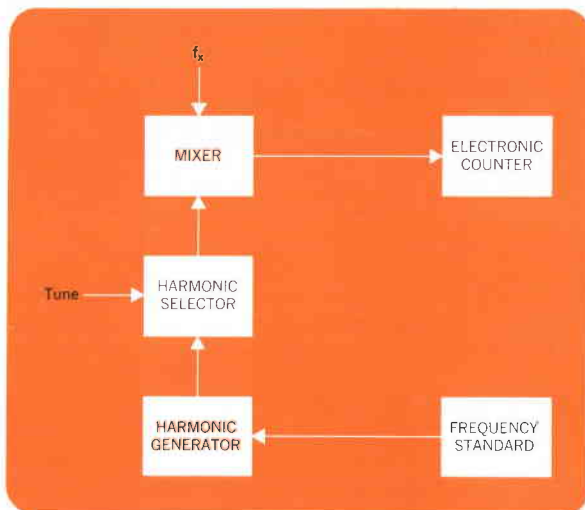 fx
MIXER
ELECTRONIC
COUNTER
Tune
HARMONIC
SELECTOR
HARMONIC
GENERATOR
FREQUENCY
STANDARD